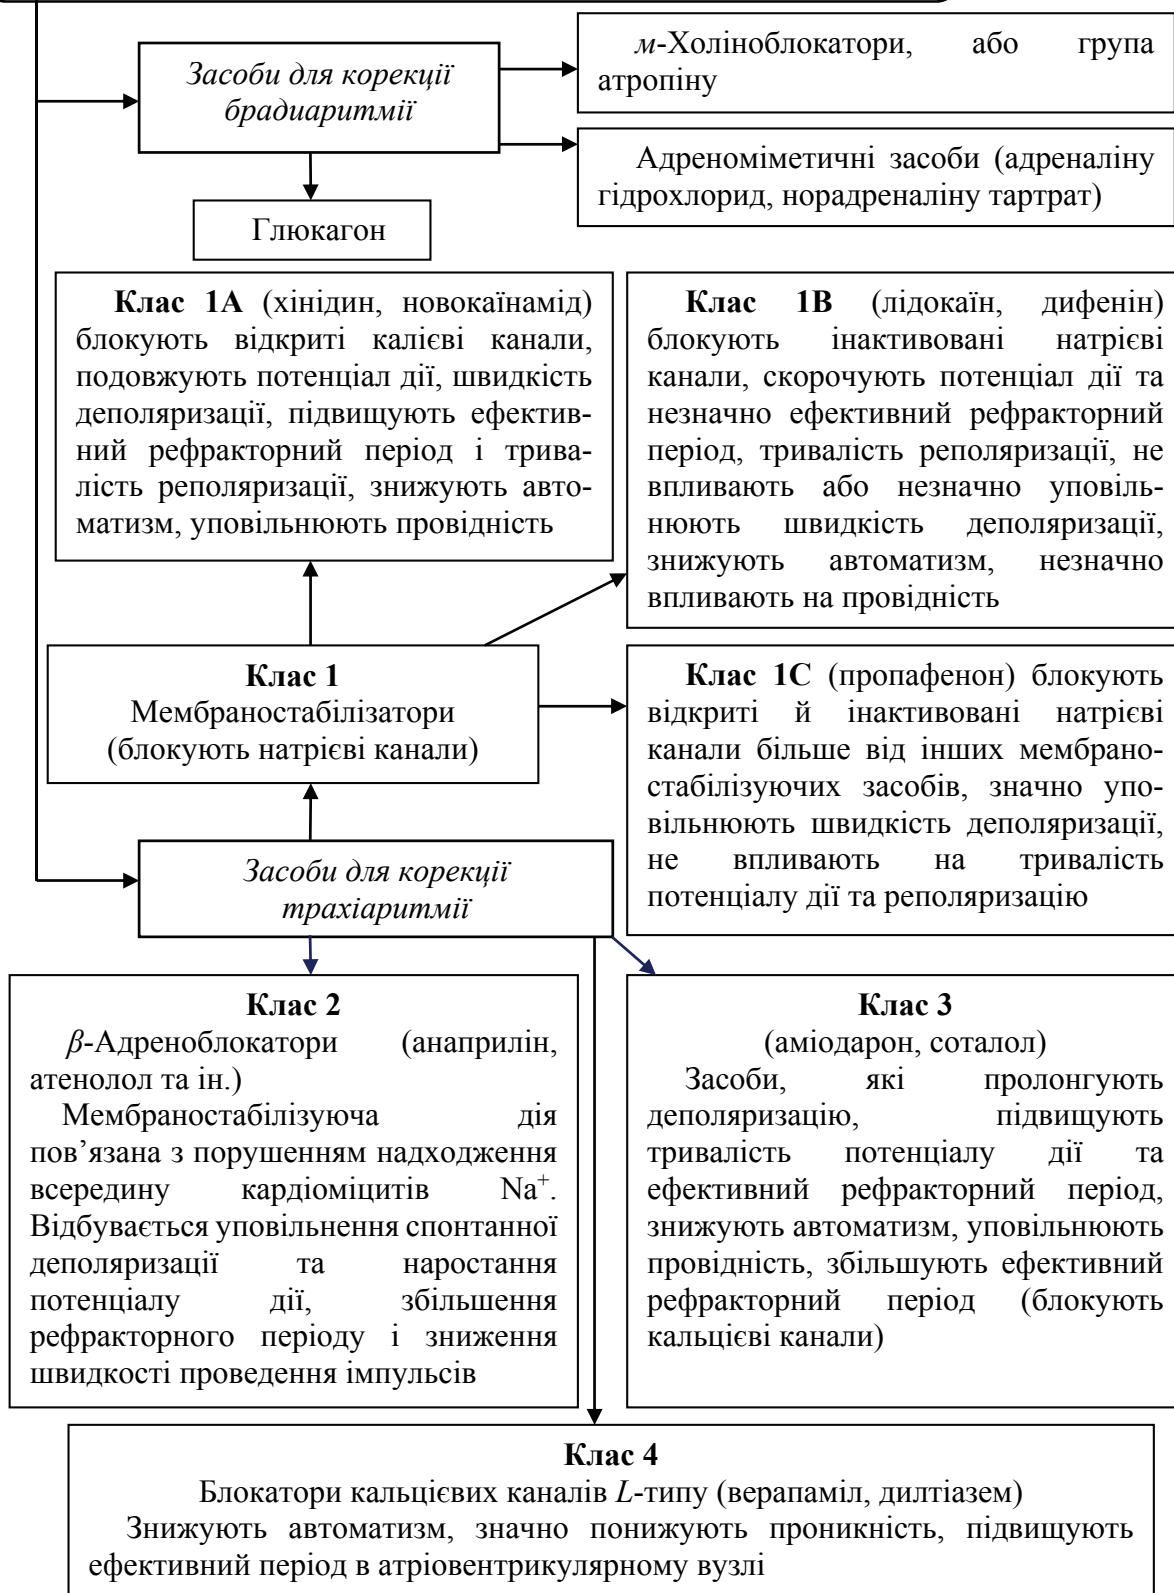 м-Холіноблокатори, або група
атропіну
Засоби для корекції
брадиаритмії
Адреноміметичні засоби (адреналіну
гідрохлорид, норадреналіну тартрат)
Глюкагон
Клас 1А (хінідин, новокаїнамід)
блокують відкриті калієві канали,
подовжують потенціал дії, швидкість
деполяризації, підвищують ефектив-
ний рефракторний період і трива-
лість реполяризації, знижують авто-
матизм, уповільнюють провідність
Клас 1В (лідокаїн, дифенін)
блокують інактивовані натрієві
канали, скорочують потенціал дії та
незначно ефективний рефракторний
період, тривалість реполяризації, не
впливають або незначно уповіль-
нюють швидкість деполяризації,
знижують автоматизм, незначно
впливають на провідність
Клас 1
Мембраностабілізатори
(блокують натрієві канали)
Клас 1С (пропафенон) блокують
відкриті й інактивовані натрієві
канали більше від інших мембрано-
стабілізуючих засобів, значно упо-
вільнюють швидкість деполяризації,
не впливають на тривалість
потенціалу дії та реполяризацію
Засоби для корекції
трахіаритмії
Клас 2
β-Адреноблокатори (анаприлін,
атенолол та ін.)
Мембраностабілізуюча дія
пов’язана з порушенням надходження
всередину кардіоміцитів Na⁺.
Відбувається уповільнення спонтанної
деполяризації та наростання
потенціалу дії, збільшення
рефракторного періоду і зниження
швидкості проведення імпульсів
Клас 3
(аміодарон, соталол)
Засоби, які пролонгують
деполяризацію, підвищують
тривалість потенціалу дії та
ефективний рефракторний період,
знижують автоматизм, уповільнюють
провідність, збільшують ефективний
рефракторний період (блокують
кальцієві канали)
Клас 4
Блокатори кальцієвих каналів L-типу (верапаміл, дилтіазем)
Знижують автоматизм, значно понижують проникність, підвищують
ефективний період в атріовентрикулярному вузлі